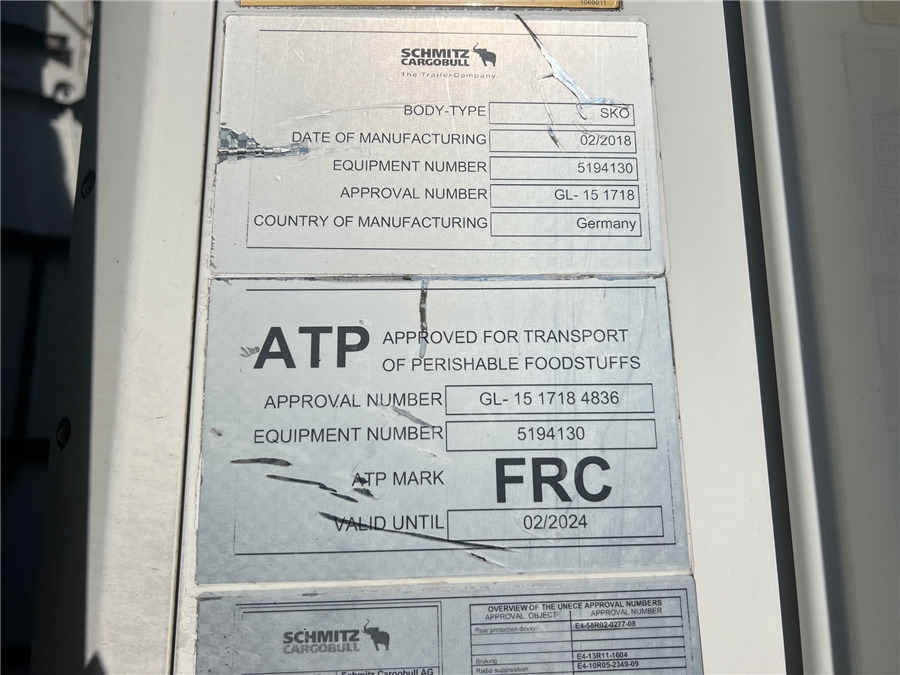 1069011
SCHMITZ
CARGOBULL
The Trailer Company.
BODY-TYPE SKO
DATE OF MANUFACTURING 02/2018
EQUIPMENT NUMBER 5194130
APPROVAL NUMBER GL- 15 1718
COUNTRY OF MANUFACTURING Germany
ATP APPROVED FOR TRANSPORT
OF PERISHABLE FOODSTUFFS
APPROVAL NUMBER GL- 15 1718 4836
EQUIPMENT NUMBER 5194130
ATP MARK FRC
VALID UNTIL 02/2024
SCHMITZ
CARGOBULL
Schmitz Cargobull AG
OVERVIEW OF THE UNECE APPROVAL NUMBERS
APPROVAL OBJECT APPROVAL NUMBER
Rear protection device E4-58R02-0277-08
Braking E4-13R11-1604
Radio suppression E4-10R05-2349-09